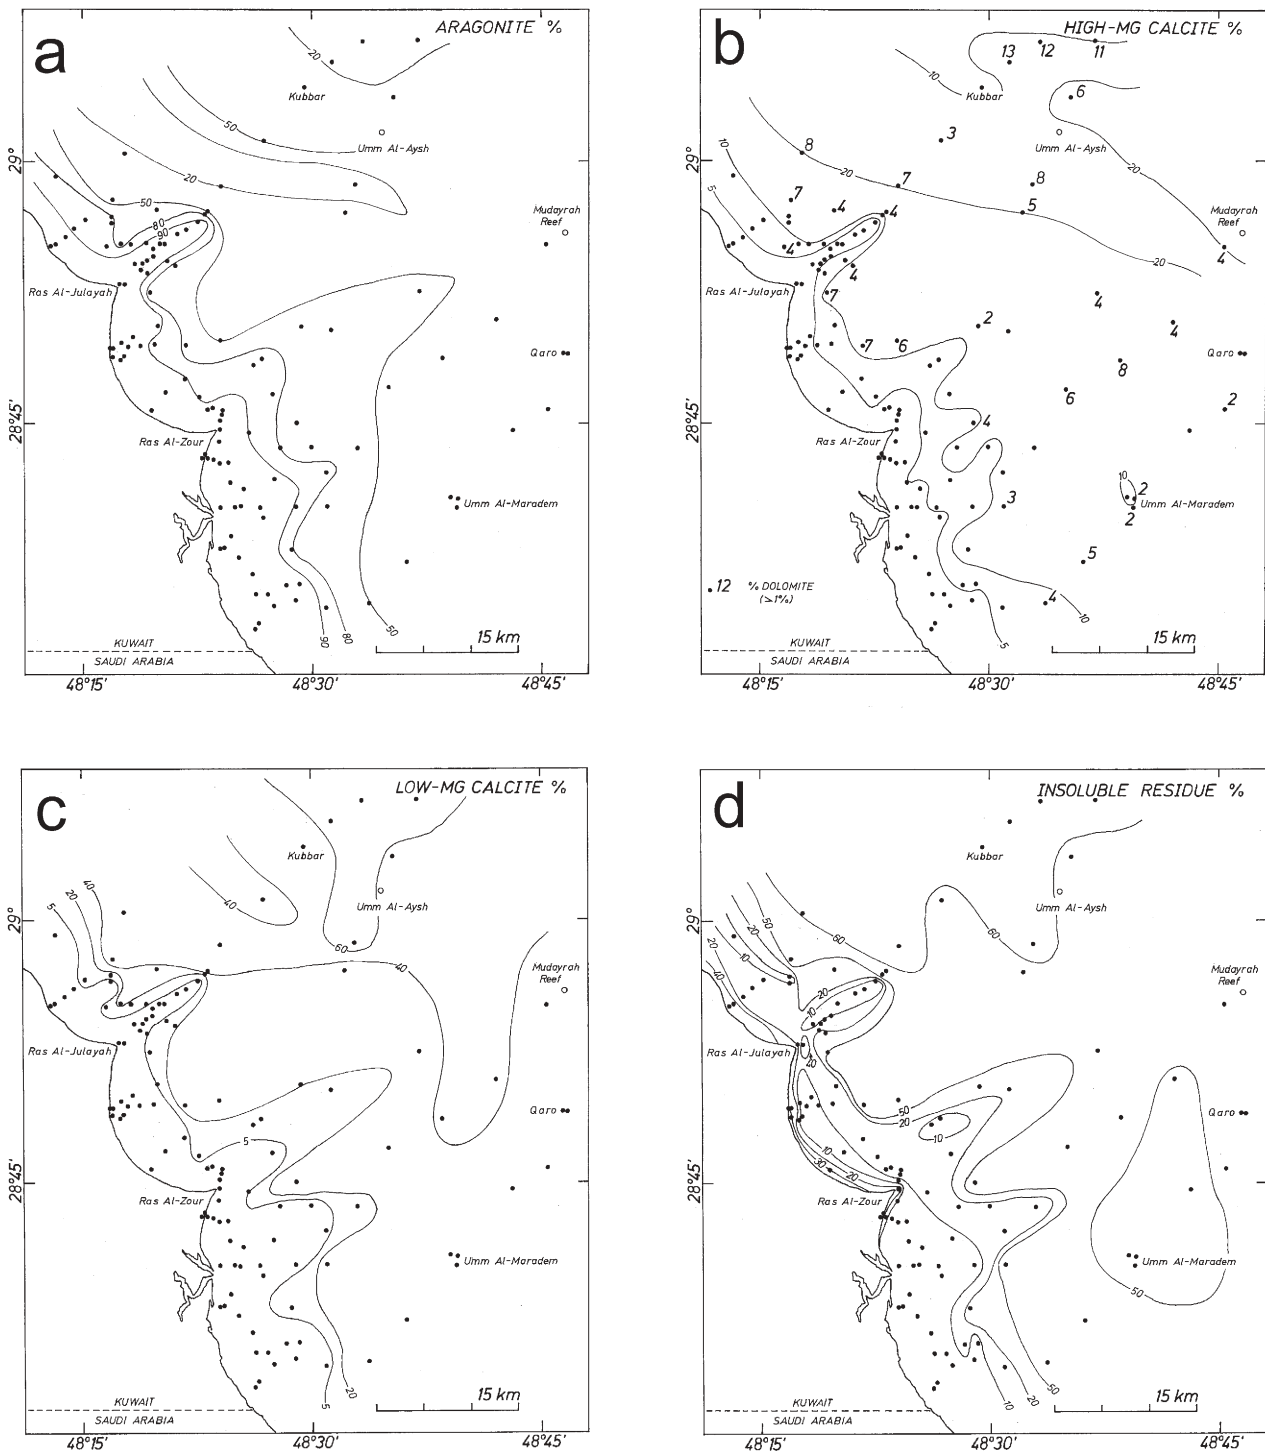 a
ARAGONITE %
20
Kubbar
50
Umm Al-Aysh
29°
20
50
80
90
Mudayrah
Reef
Ras Al-Julayah
Qaro
28°45'
Ras Al-Zour
Umm Al-Maradem
90
80
50
15 km
KUWAIT
SAUDI ARABIA
48°15'
48°30'
48°45'
b
HIGH-MG CALCITE %
13
12
11
10
Kubbar
6
3
Umm Al-Aysh
29°
10
8
20
20
7
8
5
7
4
4
5
Mudayrah
Reef
4
4
4
20
Ras Al-Julayah
7
4
2
4
7
6
8
Qaro
6
2
28°45'
4
Ras Al-Zour
10
2
3
Umm Al-Maradem
2
5
12
% DOLOMITE
(>1%)
4
10
5
15 km
KUWAIT
SAUDI ARABIA
48°15'
48°30'
48°45'
c
LOW-MG CALCITE %
Kubbar
40
20
5
40
Umm Al-Aysh
29°
60
40
Mudayrah
Reef
Ras Al-Julayah
Qaro
5
28°45'
Ras Al-Zour
Umm Al-Maradem
20
5
15 km
KUWAIT
SAUDI ARABIA
48°15'
48°30'
48°45'
d
INSOLUBLE RESIDUE %
Kubbar
Umm Al-Aysh
29°
50
20
20
10
60
60
40
Mudayrah
Reef
20
10
Ras Al-Julayah
20
50
20
10
Qaro
28°45'
30
20
Ras Al-Zour
Umm Al-Maradem
50
50
20
10
15 km
KUWAIT
SAUDI ARABIA
48°15'
48°30'
48°45'